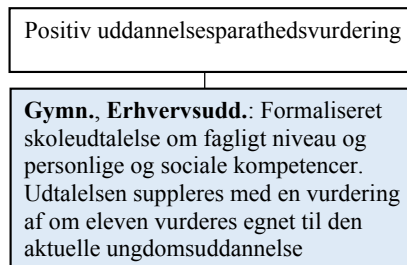 Positiv uddannelsesparathedsvurdering
Gymn., Erhvervsudd.: Formaliseret
skoleudtalelse om fagligt niveau og
personlige og sociale kompetencer.
Udtalelsen suppleres med en vurdering
af om eleven vurderes egnet til den
aktuelle ungdomsuddannelse